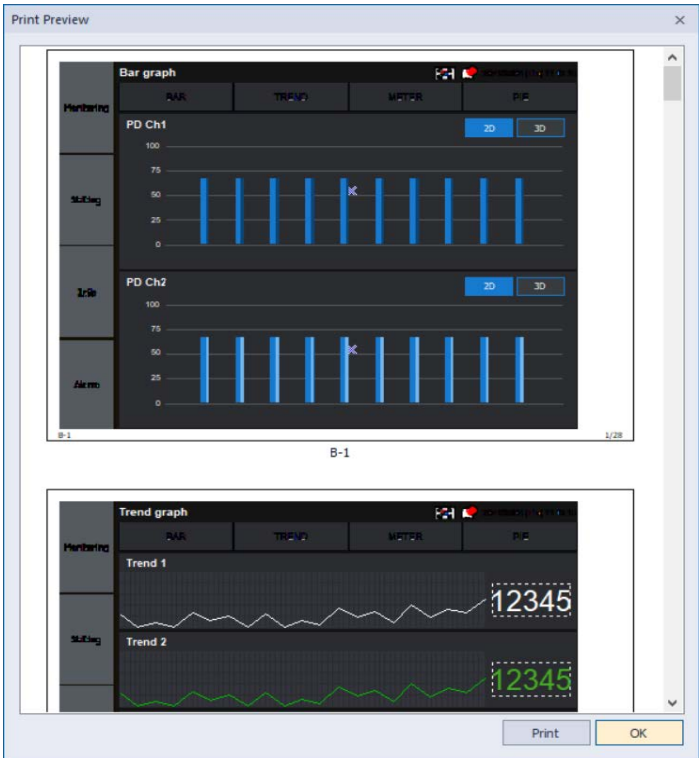 Print Preview
Bar graph
BAR TREND METER PIE
Monitoring
PD Ch1
2D 3D
100
75
50
25
0
Setting
Info
PD Ch2
2D 3D
100
75
50
25
0
Alarm
B-1
1/28
B-1
Trend graph
BAR TREND METER PIE
Monitoring
Trend 1
12345
Setting
Trend 2
12345
Print OK